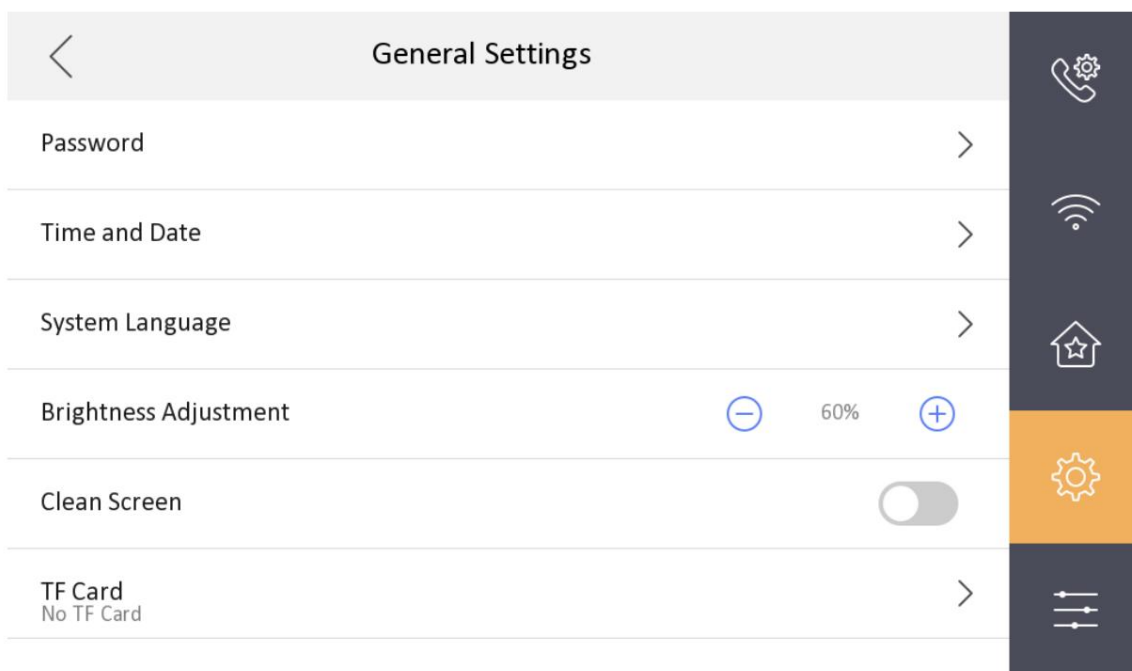 General Settings
Password
Time and Date
System Language
Brightness Adjustment 60%
Clean Screen
TF Card
No TF Card